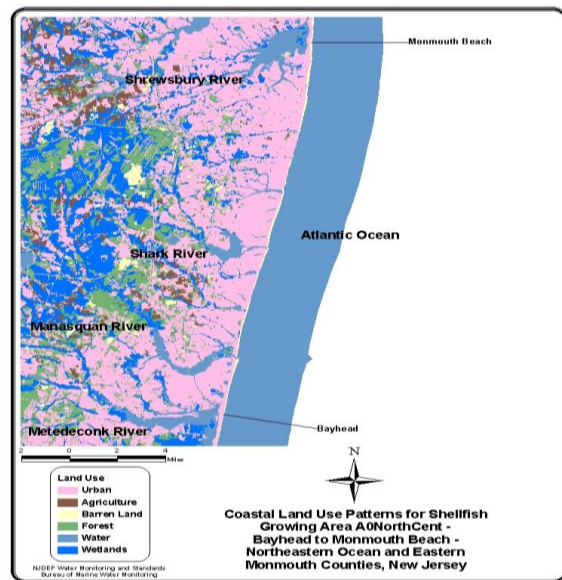 Monmouth Beach
Shrewsbury River
Atlantic Ocean
Shark River
Manasquan River
Bayhead
Metedeconk River
2 0 2 4
Miles
N
Land Use
Urban
Agriculture
Barren Land
Forest
Water
Wetlands
Coastal Land Use Patterns for Shellfish
Growing Area A0NorthCent -
Bayhead to Monmouth Beach -
Northeastern Ocean and Eastern
Monmouth Counties, New Jersey
NJDEP Water Monitoring and Standards
Bureau of Marine Water Monitoring